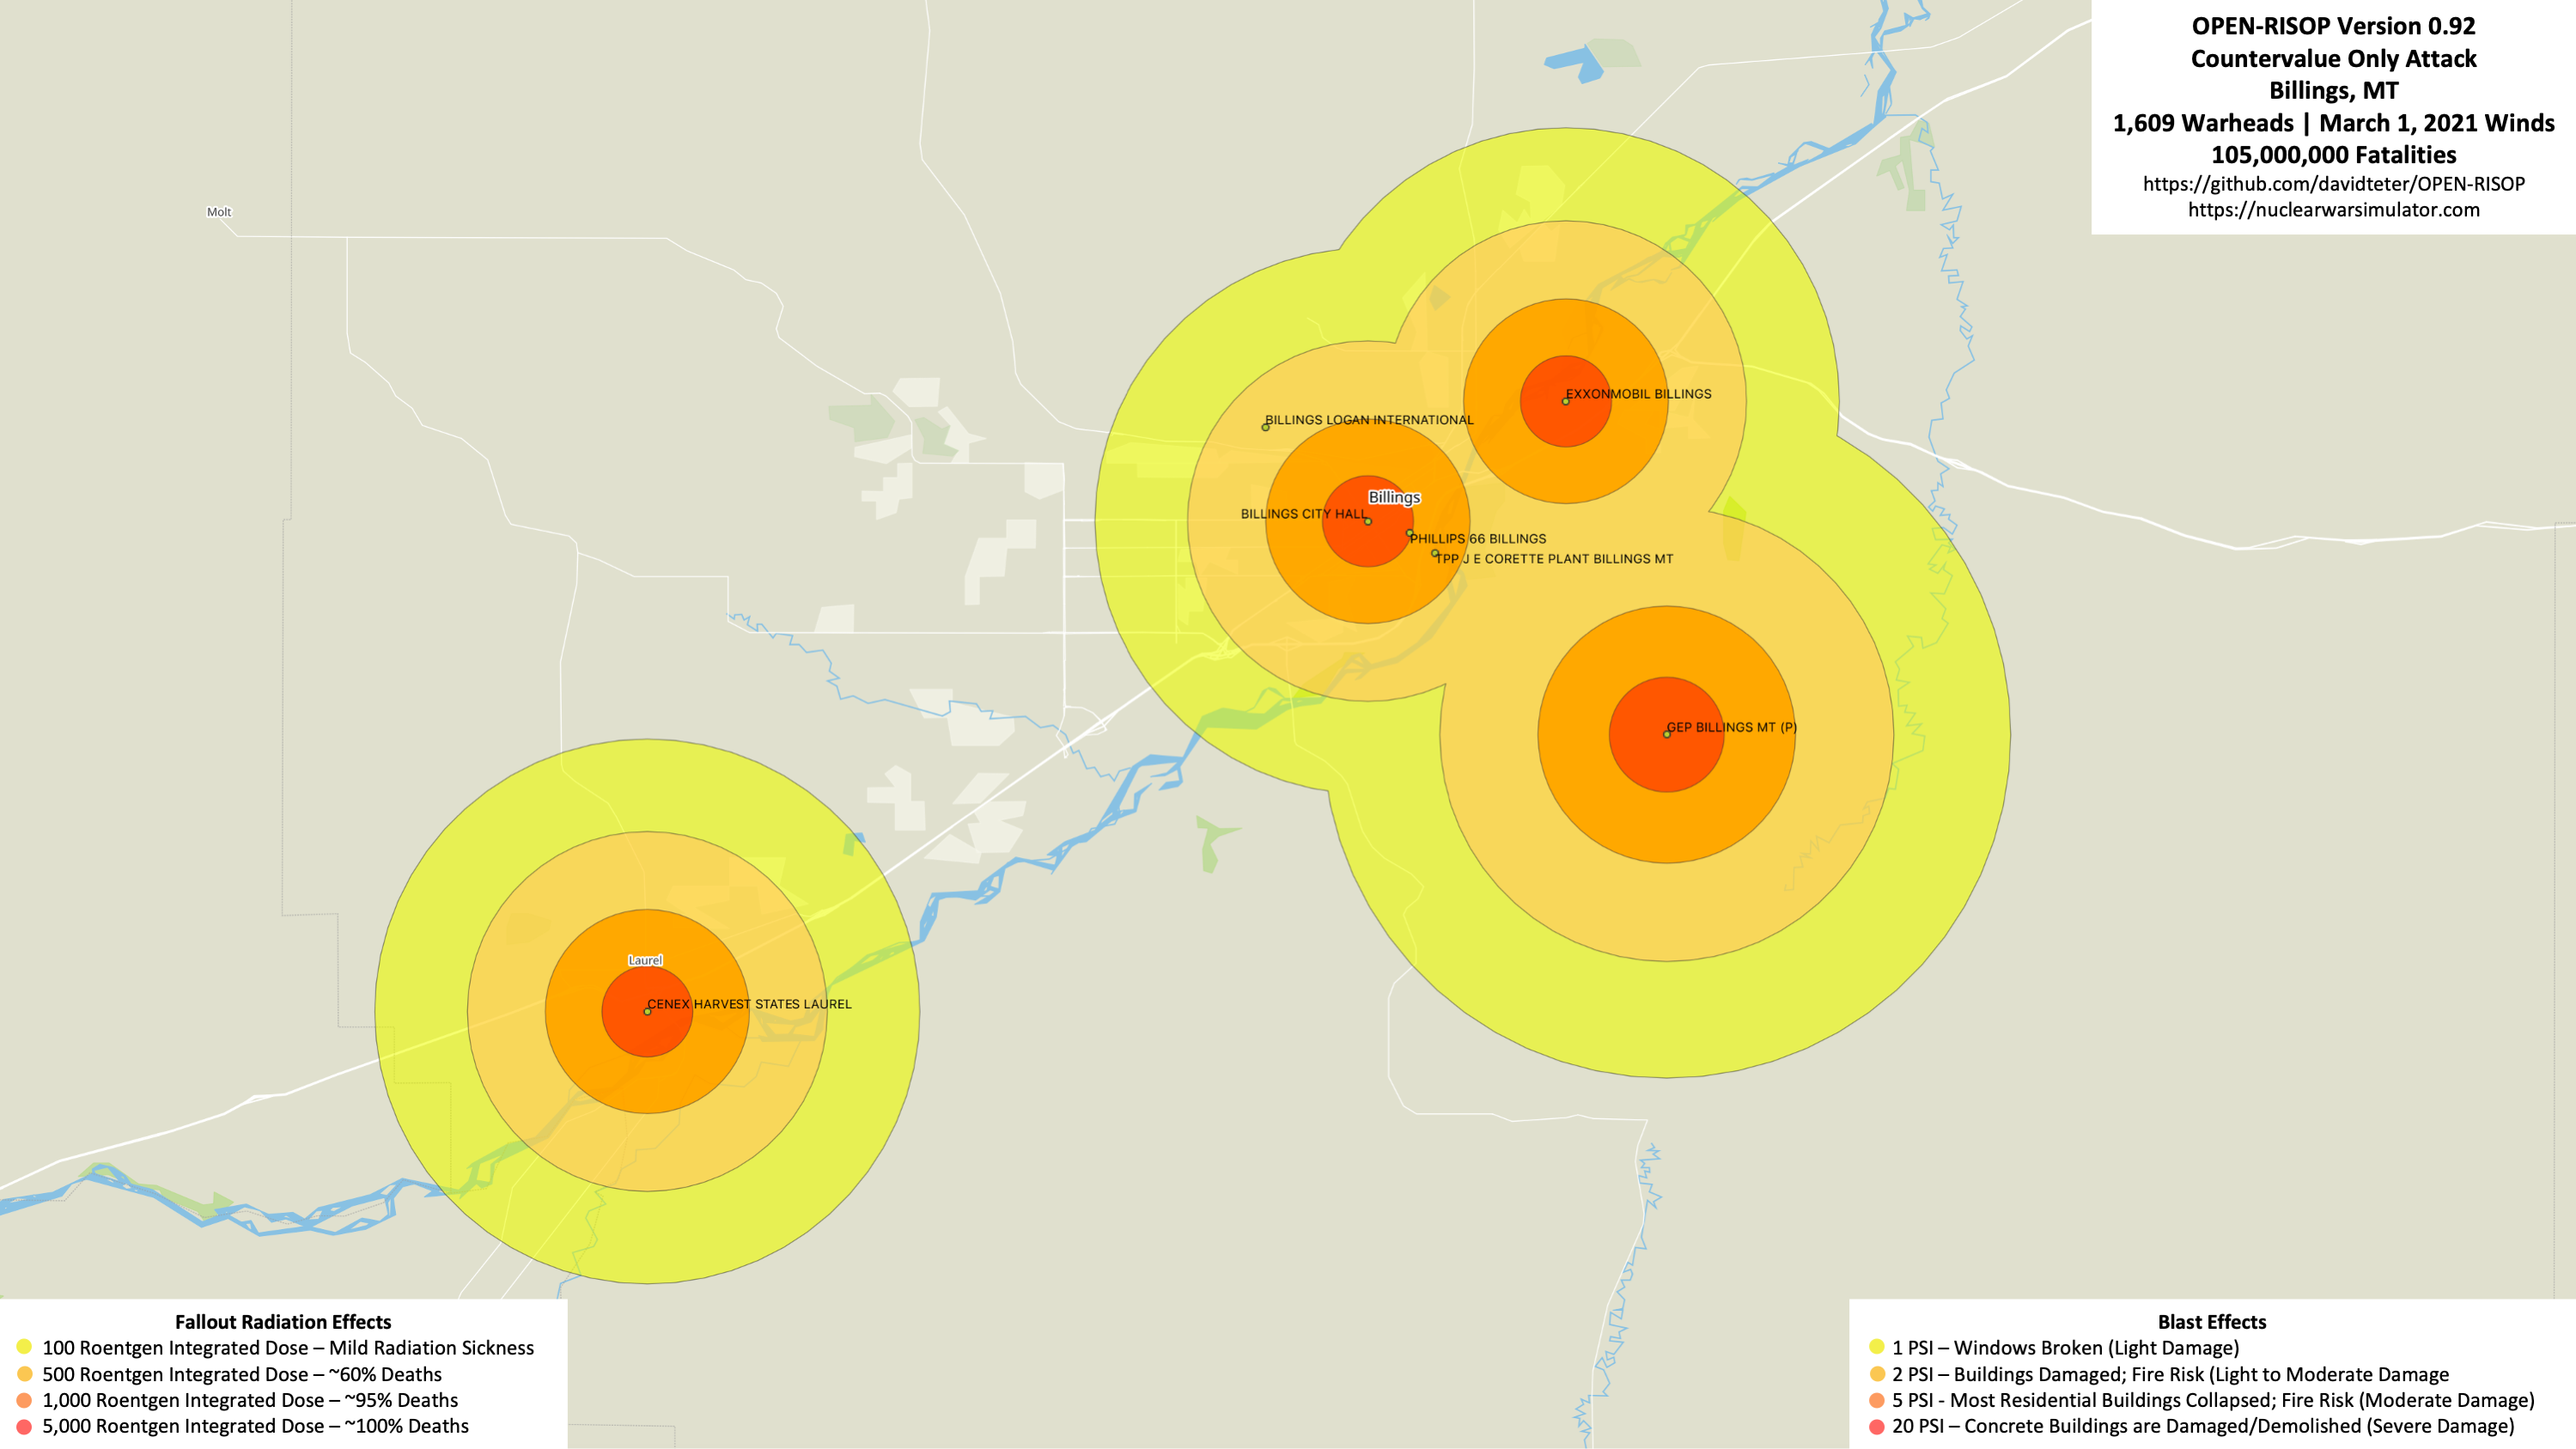 OPEN-RISOP Version 0.92
Countervalue Only Attack
Billings, MT
1,609 Warheads | March 1, 2021 Winds
105,000,000 Fatalities
https://github.com/davidteter/OPEN-RISOP
https://nuclearwarsimulator.com
Molt
EXXONMOBIL BILLINGS
BILLINGS LOGAN INTERNATIONAL
Billings
BILLINGS CITY HALL
PHILLIPS 66 BILLINGS
TPP J E CORETTE PLANT BILLINGS MT
GEP BILLINGS MT (P)
Laurel
CENEX HARVEST STATES LAUREL
Fallout Radiation Effects
100 Roentgen Integrated Dose – Mild Radiation Sickness
500 Roentgen Integrated Dose – ~60% Deaths
1,000 Roentgen Integrated Dose – ~95% Deaths
5,000 Roentgen Integrated Dose – ~100% Deaths
Blast Effects
1 PSI – Windows Broken (Light Damage)
2 PSI – Buildings Damaged; Fire Risk (Light to Moderate Damage
5 PSI - Most Residential Buildings Collapsed; Fire Risk (Moderate Damage)
20 PSI – Concrete Buildings are Damaged/Demolished (Severe Damage)